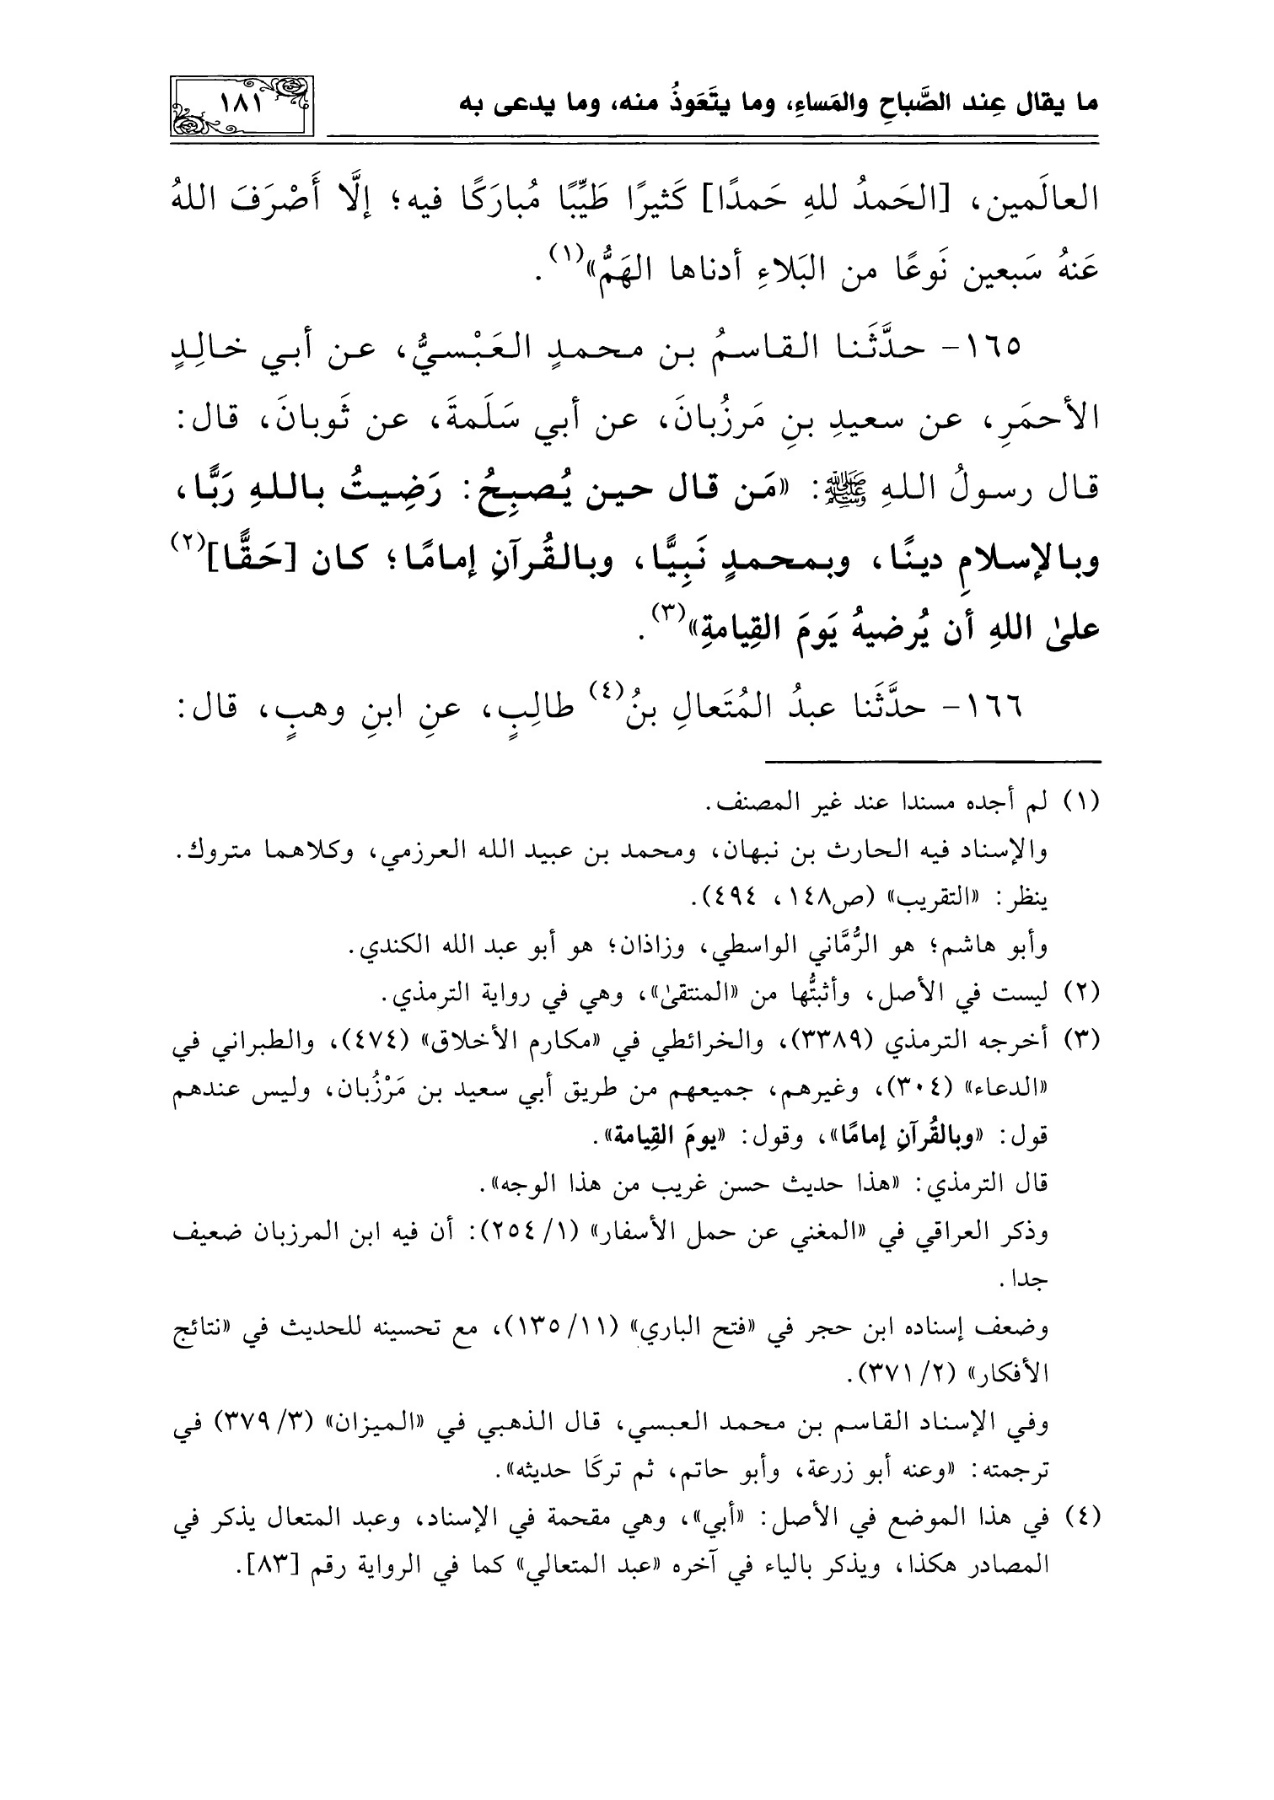 ما يقال عِند الصَّباحِ والمَساءِ، وما يتَعَوذُ منه، وما يدعى به
١٨١
العالَمين، [الحَمدُ للهِ حَمدًا] كَثيرًا طَيِّبًا مُبارَكًا فيه؛ إلَّا أَصْرَفَ اللهُ
عَنهُ سَبعين نَوعًا من البَلاءِ أدناها الهَمُّ»(١).
١٦٥- حدَّثَنا القاسمُ بن محمدٍ العَبْسيُّ، عن أبي خالِدٍ
الأحمَرِ، عن سعيدِ بنِ مَرزُبانَ، عن أبي سَلَمةَ، عن ثَوبانَ، قال:
قال رسولُ اللهِ ﷺ: «مَن قال حين يُصبِحُ: رَضِيتُ باللهِ رَبًّا،
وبالإسلامِ دينًا، وبمحمدٍ نَبِيًّا، وبالقُرآنِ إمامًا؛ كان [حَقًّا](٢)
علىٰ اللهِ أن يُرضيهُ يَومَ القِيامةِ»(٣).
١٦٦- حدَّثَنا عبدُ المُتَعالِ بنُ(٤) طالِبٍ، عنِ ابنِ وهبٍ، قال:
(١) لم أجده مسندا عند غير المصنف.
والإسناد فيه الحارث بن نبهان، ومحمد بن عبيد الله العرزمي، وكلاهما متروك.
ينظر: «التقريب» (ص١٤٨، ٤٩٤).
وأبو هاشم؛ هو الرُّمَّاني الواسطي، وزاذان؛ هو أبو عبد الله الكندي.
(٢) ليست في الأصل، وأثبتُّها من «المنتقىٰ»، وهي في رواية الترمذي.
(٣) أخرجه الترمذي (٣٣٨٩)، والخرائطي في «مكارم الأخلاق» (٤٧٤)، والطبراني في
«الدعاء» (٣٠٤)، وغيرهم، جميعهم من طريق أبي سعيد بن مَرْزُبان، وليس عندهم
قول: «وبالقُرآنِ إمامًا»، وقول: «يومَ القِيامة».
قال الترمذي: «هذا حديث حسن غريب من هذا الوجه».
وذكر العراقي في «المغني عن حمل الأسفار» (١/ ٢٥٤): أن فيه ابن المرزبان ضعيف
جدا.
وضعف إسناده ابن حجر في «فتح الباري» (١١/ ١٣٥)، مع تحسينه للحديث في «نتائج
الأفكار» (٢/ ٣٧١).
وفي الإسناد القاسم بن محمد العبسي، قال الذهبي في «الميزان» (٣/ ٣٧٩) في
ترجمته: «وعنه أبو زرعة، وأبو حاتم، ثم تركَا حديثه».
(٤) في هذا الموضع في الأصل: «أبي»، وهي مقحمة في الإسناد، وعبد المتعال يذكر في
المصادر هكذا، ويذكر بالياء في آخره «عبد المتعالي» كما في الرواية رقم [٨٣].